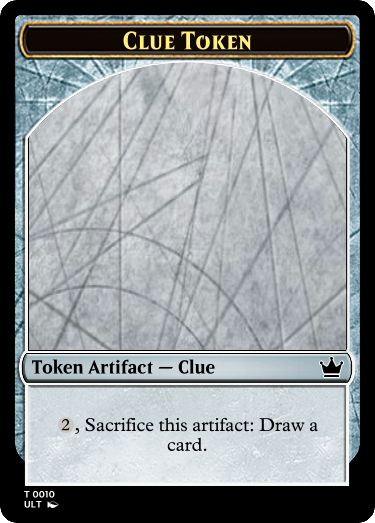 CLUE TOKEN
Token Artifact — Clue
2, Sacrifice this artifact: Draw a
card.
T 0010
ULT